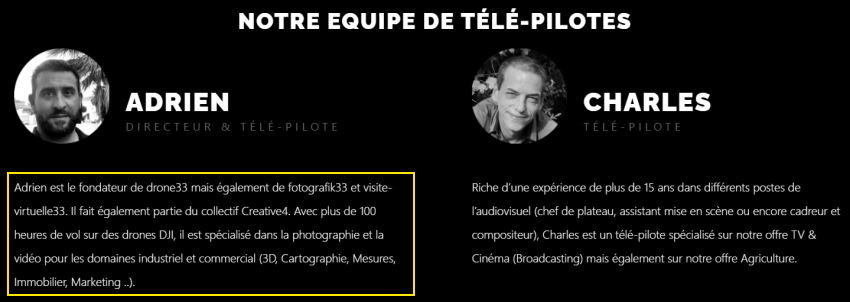 NOTRE EQUIPE DE TÉLÉ-PILOTES
ADRIEN
DIRECTEUR & TÉLÉ-PILOTE
Adrien est le fondateur de drone33 mais également de fotografik33 et visite-
virtuelle33. Il fait également partie du collectif Creative4. Avec plus de 100
heures de vol sur des drones DJI, il est spécialisé dans la photographie et la
vidéo pour les domaines industriel et commercial (3D, Cartographie, Mesures,
Immobilier, Marketing ..).
CHARLES
TÉLÉ-PILOTE
Riche d’une expérience de plus de 15 ans dans différents postes de
l’audiovisuel (chef de plateau, assistant mise en scène ou encore cadreur et
compositeur), Charles est un télé-pilote spécialisé sur notre offre TV &
Cinéma (Broadcasting) mais également sur notre offre Agriculture.